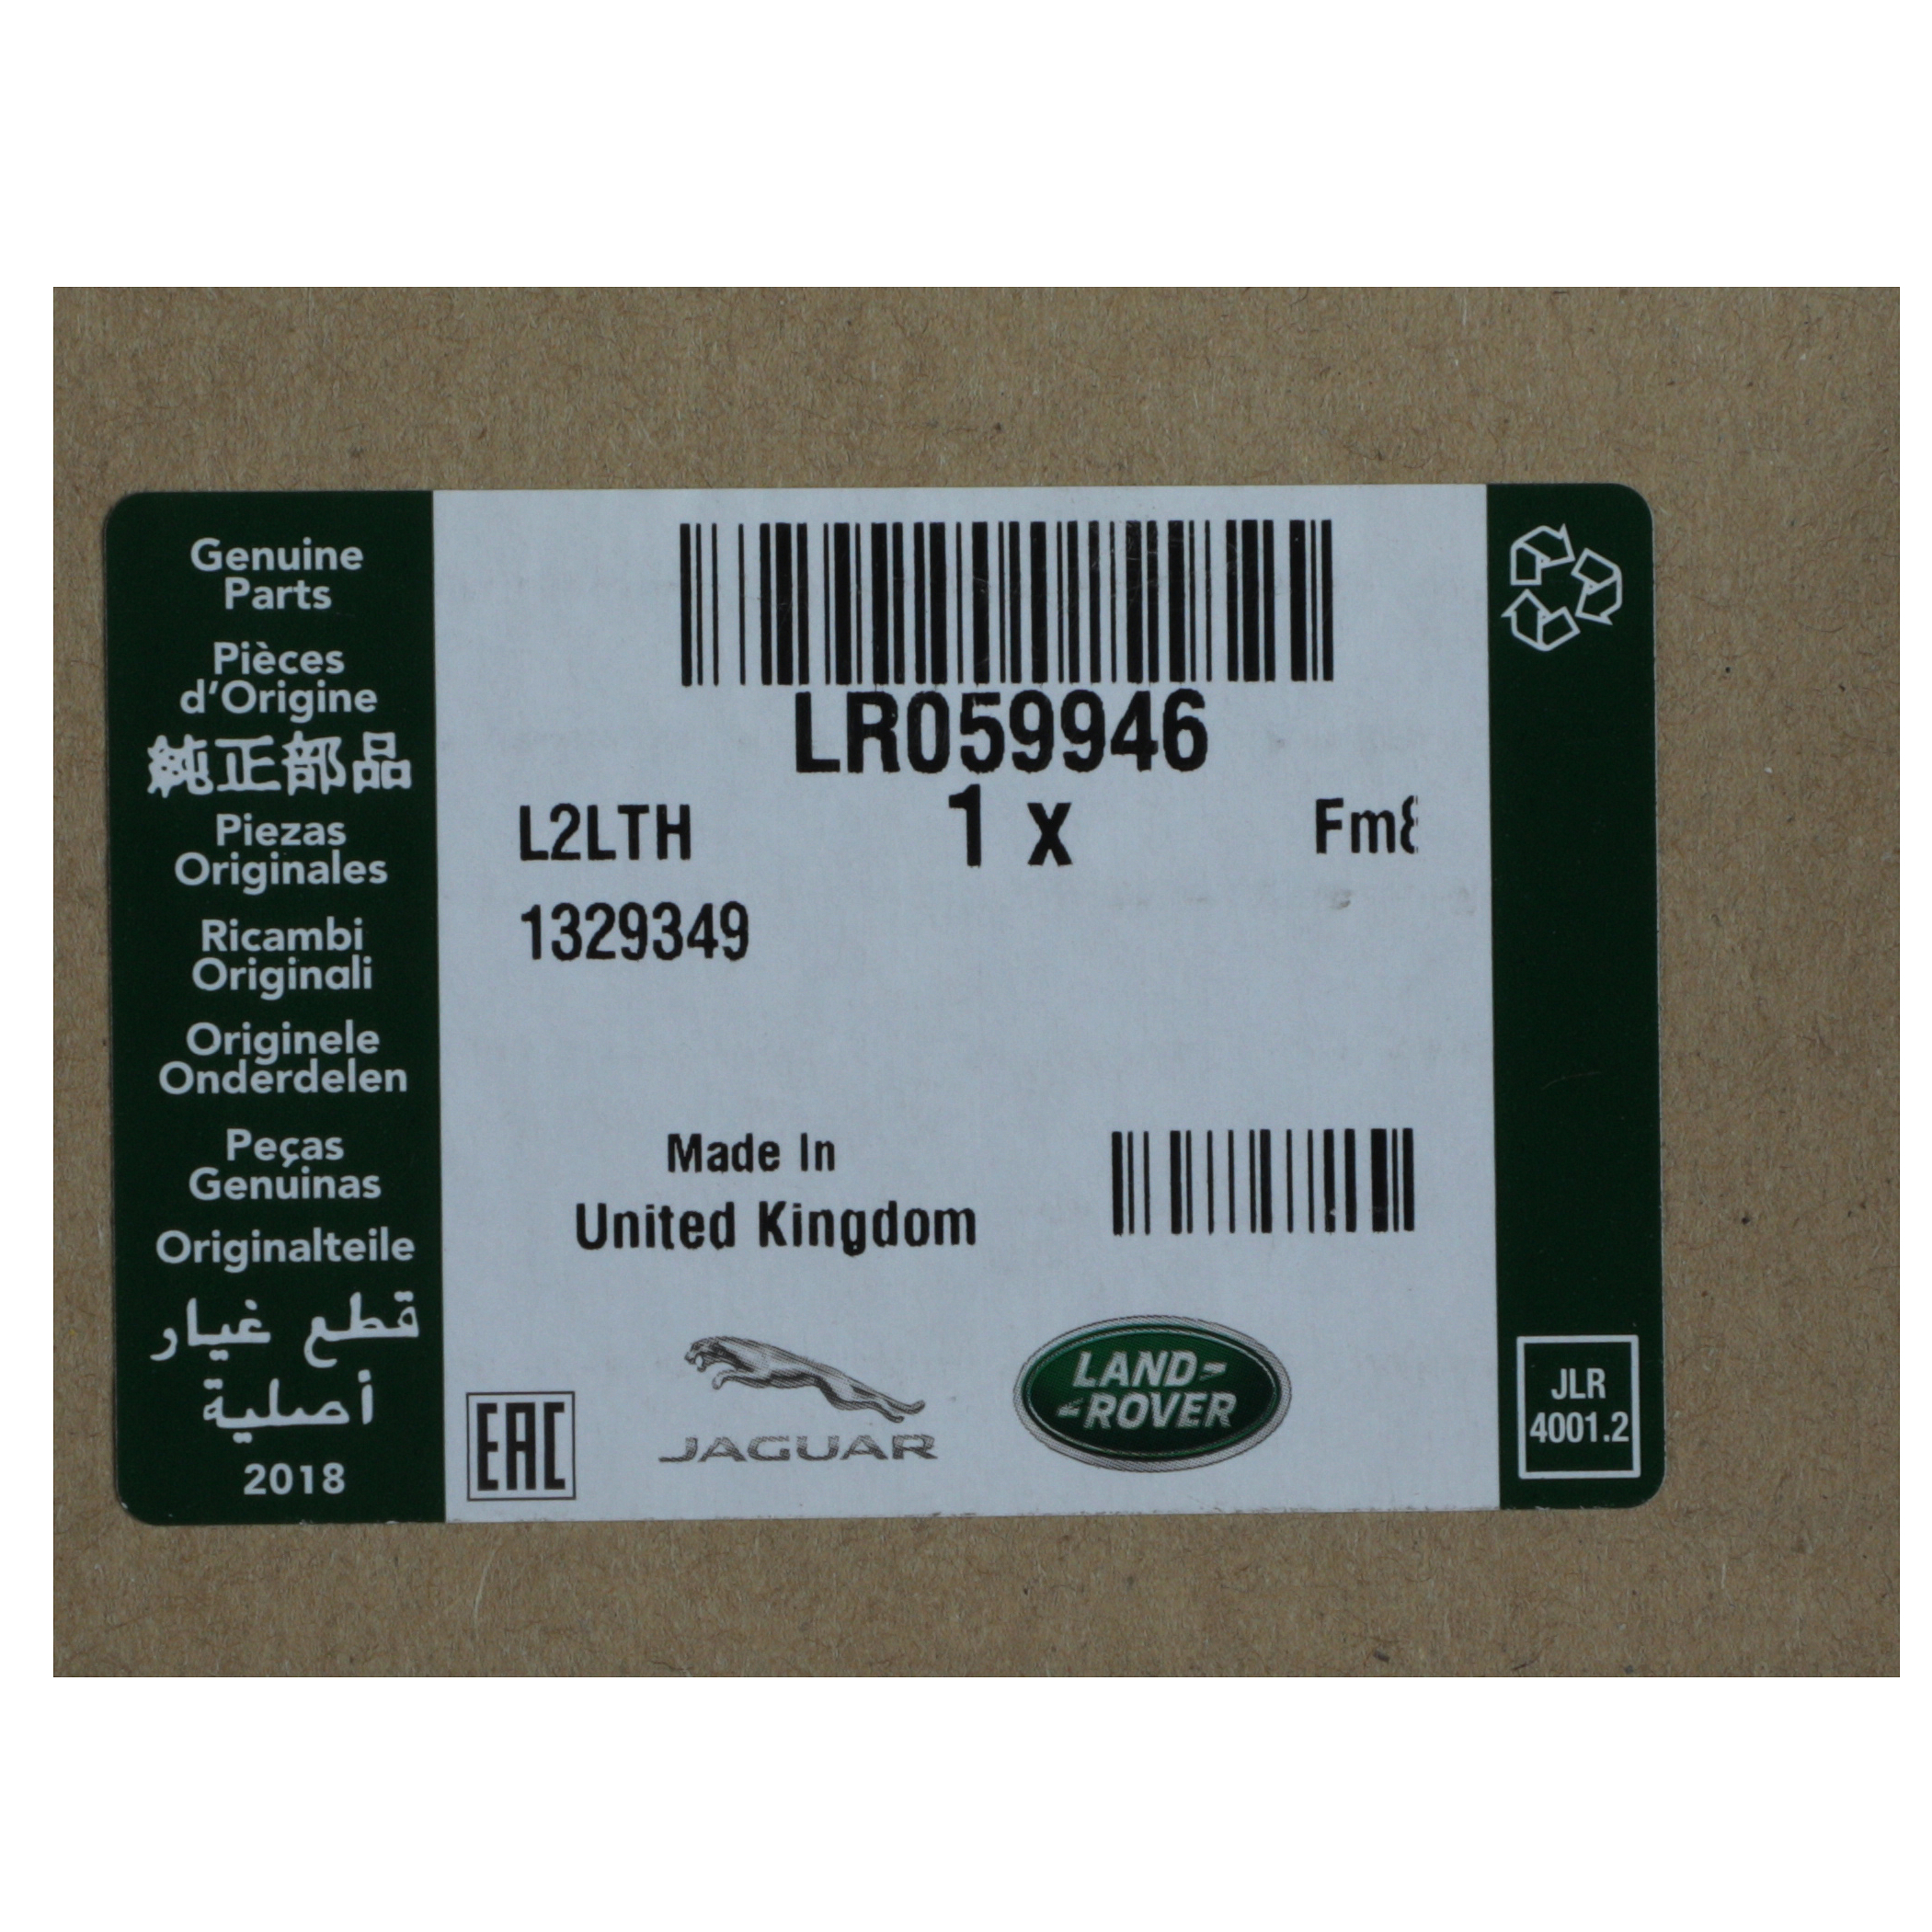 Genuine
Parts
Pièces
d'Origine
純正部品
Piezas
Originales
Ricambi
Originali
Originele
Onderdelen
Peças
Genuinas
Originalteile
قطع غيار
أصلية
2018
LR059946
L2LTH 1 x
1329349
Made In
United Kingdom
EAC
JAGUAR
LAND-
-ROVER
JLR
4001.2